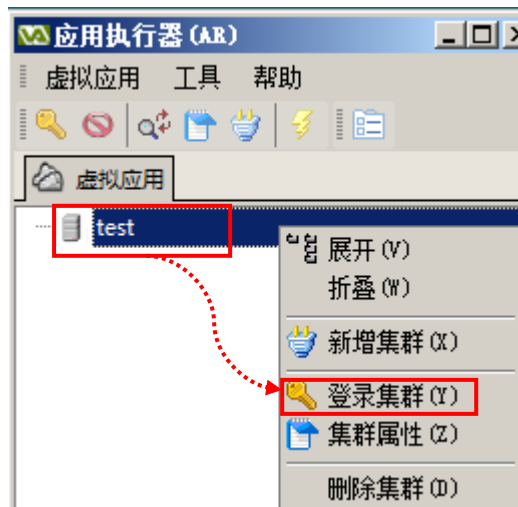 应用执行器(AR)
虚拟应用 工具 帮助
虚拟应用
test
展开(V)
折叠(W)
新增集群(X)
登录集群(Y)
集群属性(Z)
删除集群(D)